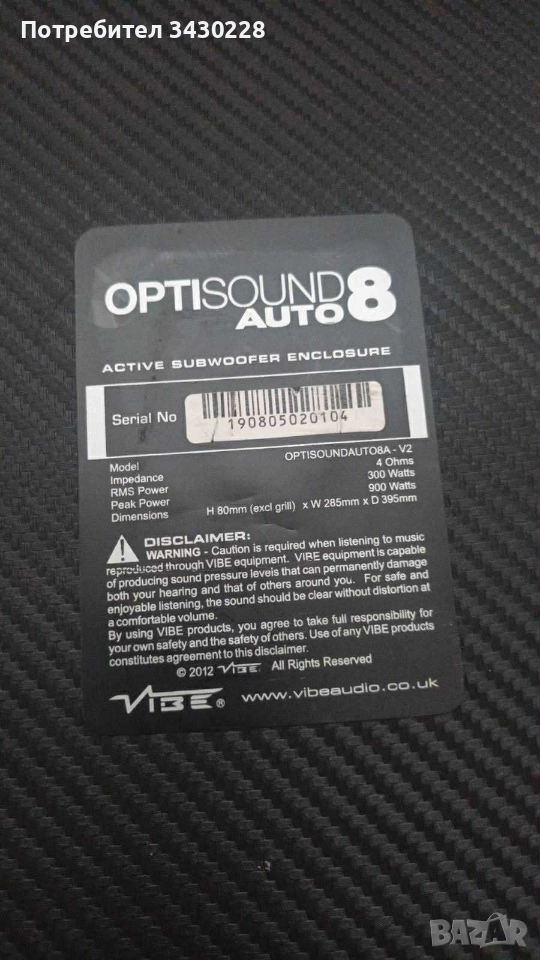 Потребител 3430228
OPTISOUND 8
AUTO
ACTIVE SUBWOOFER ENCLOSURE
Serial No 190805020104
Model OPTISOUNDAUTO8A - V2
Impedance 4 Ohms
RMS Power 300 Watts
Peak Power 900 Watts
Dimensions H 80mm (excl grill) x W 285mm x D 395mm
DISCLAIMER:
WARNING - Caution is required when listening to music
reproduced through VIBE equipment. VIBE equipment is capable
of producing sound pressure levels that can permanently damage
both your hearing and that of others around you. For safe and
enjoyable listening, the sound should be clear without distortion at
a comfortable volume.
By using VIBE products, you agree to take full responsibility for
your own safety and the safety of others. Use of any VIBE products
constitutes agreement to this disclaimer.
© 2012 VIBE All Rights Reserved
VIBE® www.vibeaudio.co.uk
BAZAR